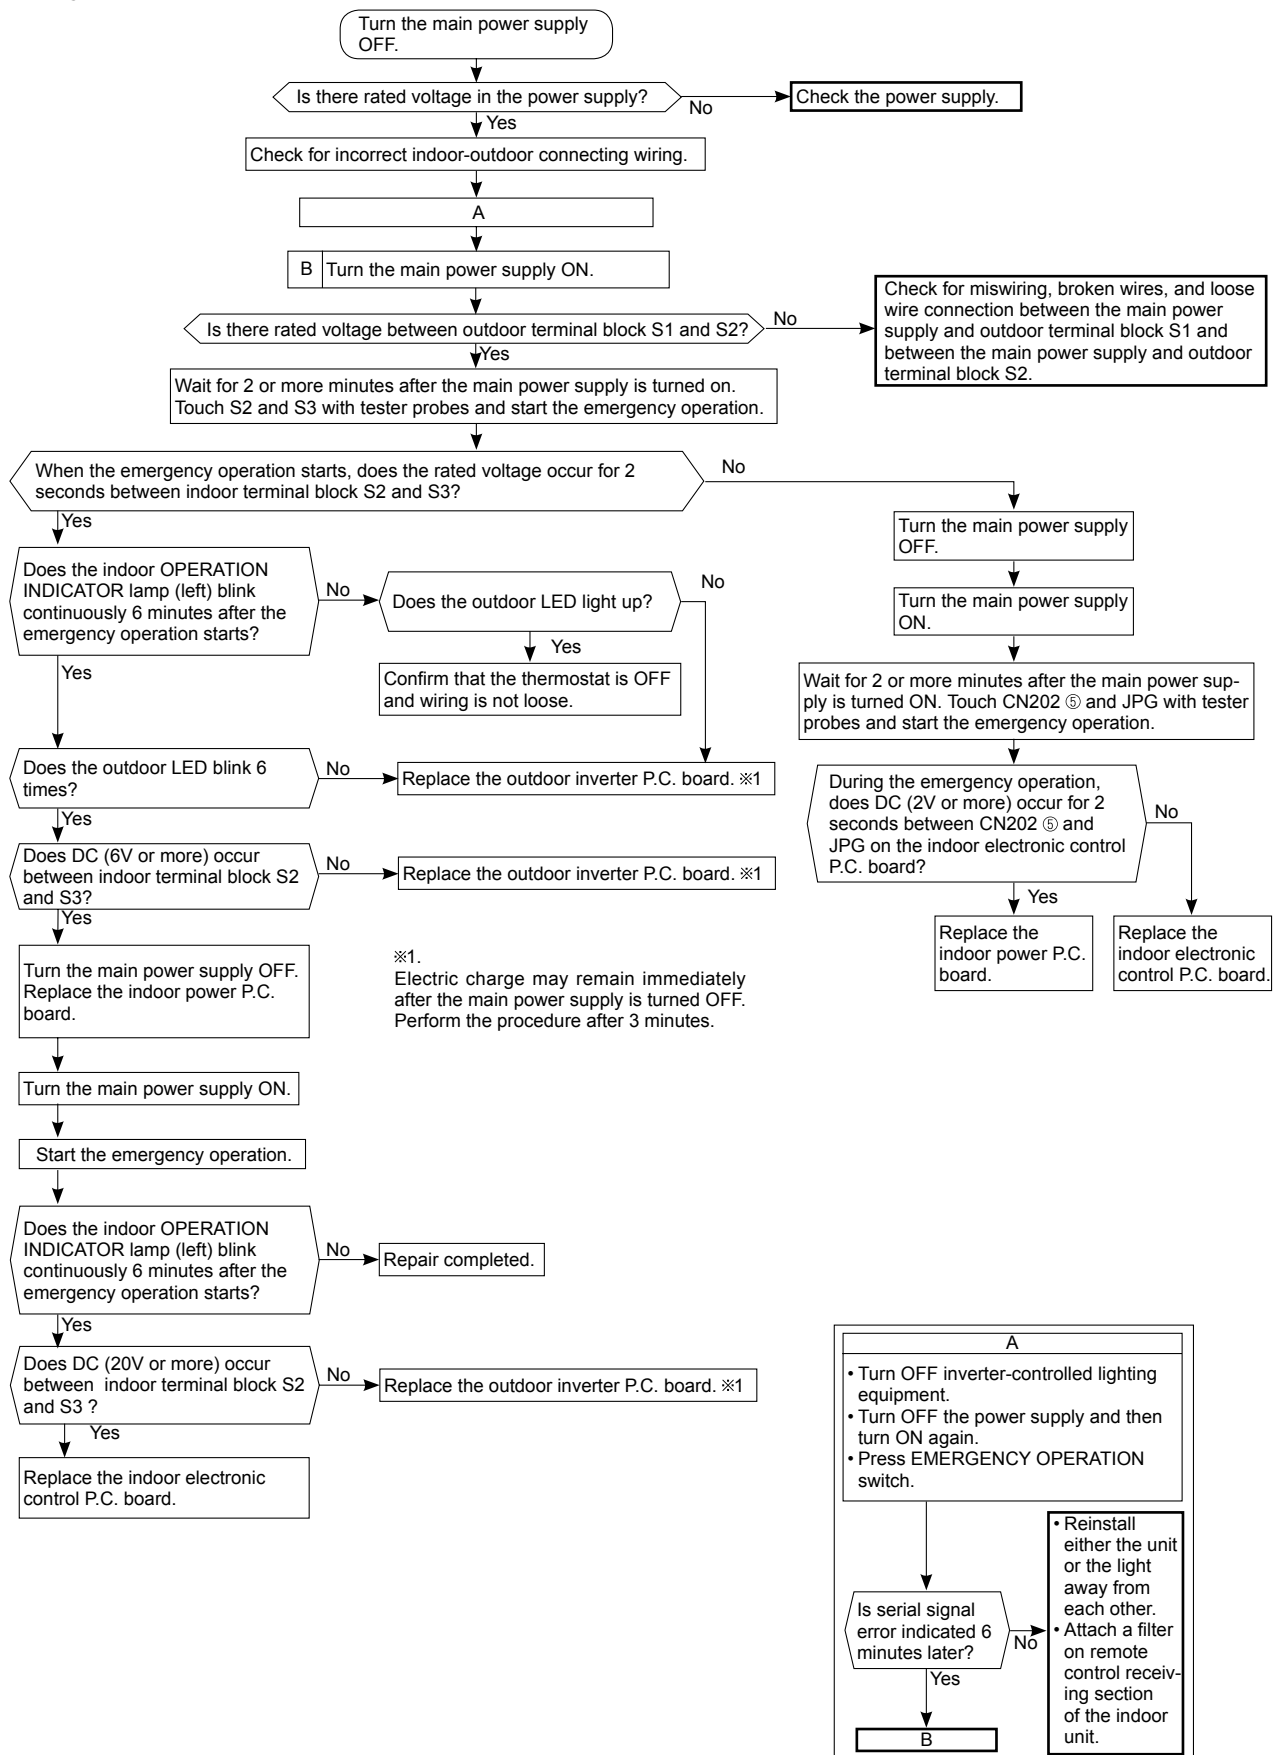 Turn the main power supply
OFF.
Is there rated voltage in the power supply?
No
Check the power supply.
Yes
Check for incorrect indoor-outdoor connecting wiring.
A
B Turn the main power supply ON.
Is there rated voltage between outdoor terminal block S1 and S2?
No
Check for miswiring, broken wires, and loose
wire connection between the main power
supply and outdoor terminal block S1 and
between the main power supply and outdoor
terminal block S2.
Yes
Wait for 2 or more minutes after the main power supply is turned on.
Touch S2 and S3 with tester probes and start the emergency operation.
When the emergency operation starts, does the rated voltage occur for 2
seconds between indoor terminal block S2 and S3?
No
Yes
Turn the main power supply
OFF.
Turn the main power supply
ON.
Wait for 2 or more minutes after the main power sup-
ply is turned ON. Touch CN202 ⑤ and JPG with tester
probes and start the emergency operation.
During the emergency operation,
does DC (2V or more) occur for 2
seconds between CN202 ⑤ and
JPG on the indoor electronic control
P.C. board?
No
Yes
Replace the
indoor power P.C.
board.
Replace the
indoor electronic
control P.C. board.
Does the indoor OPERATION
INDICATOR lamp (left) blink
continuously 6 minutes after the
emergency operation starts?
No
Does the outdoor LED light up?
No
Yes
Confirm that the thermostat is OFF
and wiring is not loose.
Yes
Does the outdoor LED blink 6
times?
No
Replace the outdoor inverter P.C. board. ※1
Yes
Does DC (6V or more) occur
between indoor terminal block S2
and S3?
No
Replace the outdoor inverter P.C. board. ※1
Yes
Turn the main power supply OFF.
Replace the indoor power P.C.
board.
※1.
Electric charge may remain immediately
after the main power supply is turned OFF.
Perform the procedure after 3 minutes.
Turn the main power supply ON.
Start the emergency operation.
Does the indoor OPERATION
INDICATOR lamp (left) blink
continuously 6 minutes after the
emergency operation starts?
No
Repair completed.
Yes
Does DC (20V or more) occur
between indoor terminal block S2
and S3 ?
No
Replace the outdoor inverter P.C. board. ※1
Yes
Replace the indoor electronic
control P.C. board.
A
• Turn OFF inverter-controlled lighting
equipment.
• Turn OFF the power supply and then
turn ON again.
• Press EMERGENCY OPERATION
switch.
Is serial signal
error indicated 6
minutes later?
No
• Reinstall
either the unit
or the light
away from
each other.
• Attach a filter
on remote
control receiv-
ing section
of the indoor
unit.
Yes
B